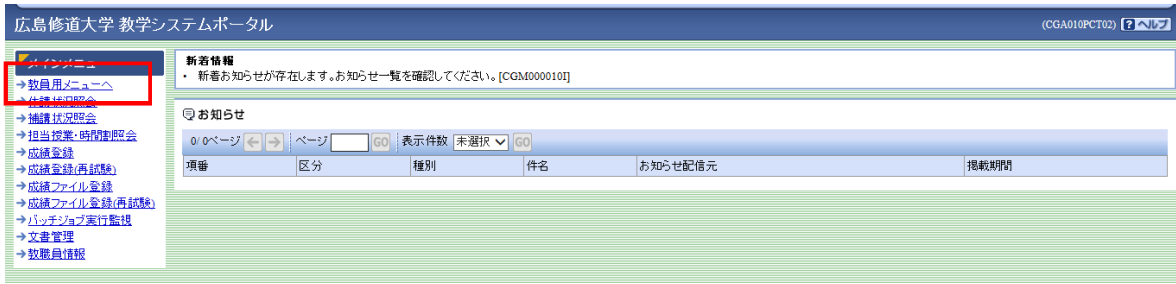 広島修道大学 教学システムポータル
(CGA010PCT02) ?ヘルプ
メインメニュー
→教員用メニューへ
→休講状況照会
→補講状況照会
→担当授業・時間割照会
→成績登録
→成績登録(再試験)
→成績ファイル登録
→成績ファイル登録(再試験)
→バッチジョブ実行監視
→文書管理
→教職員情報
新着情報
・ 新着お知らせが存在します。お知らせ一覧を確認してください。[CGM000010I]
お知らせ
0/0ページ ← → ページ GO 表示件数 未選択 GO
項番 区分 種別 件名 お知らせ配信元 掲載期間